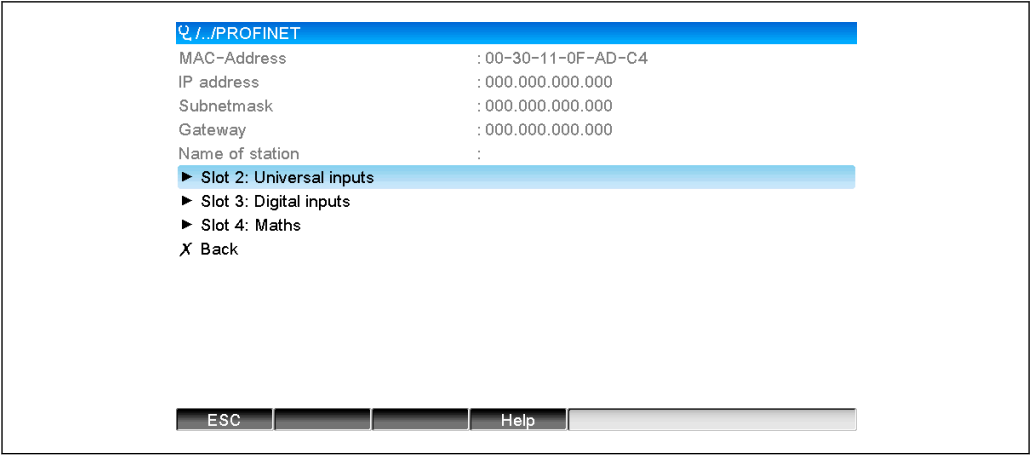 /../PROFINET
MAC-Address : 00-30-11-0F-AD-C4
IP address : 000.000.000.000
Subnetmask : 000.000.000.000
Gateway : 000.000.000.000
Name of station :
► Slot 2: Universal inputs
► Slot 3: Digital inputs
► Slot 4: Maths
X Back
ESC Help